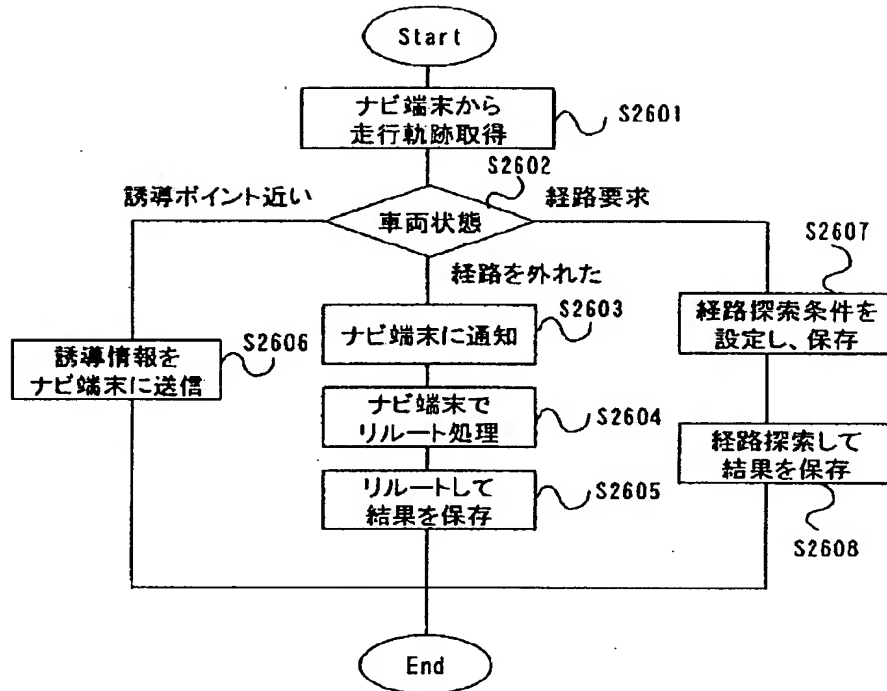 Start
ナビ端末から
走行軌跡取得
S2601
S2602
誘導ポイント近い
経路要求
車両状態
経路を外れた
S2603
ナビ端末に通知
S2606
誘導情報を
ナビ端末に送信
S2607
経路探索条件を
設定し、保存
ナビ端末で
リルート処理
S2604
経路探索して
結果を保存
リルートして
結果を保存
S2605
S2608
End